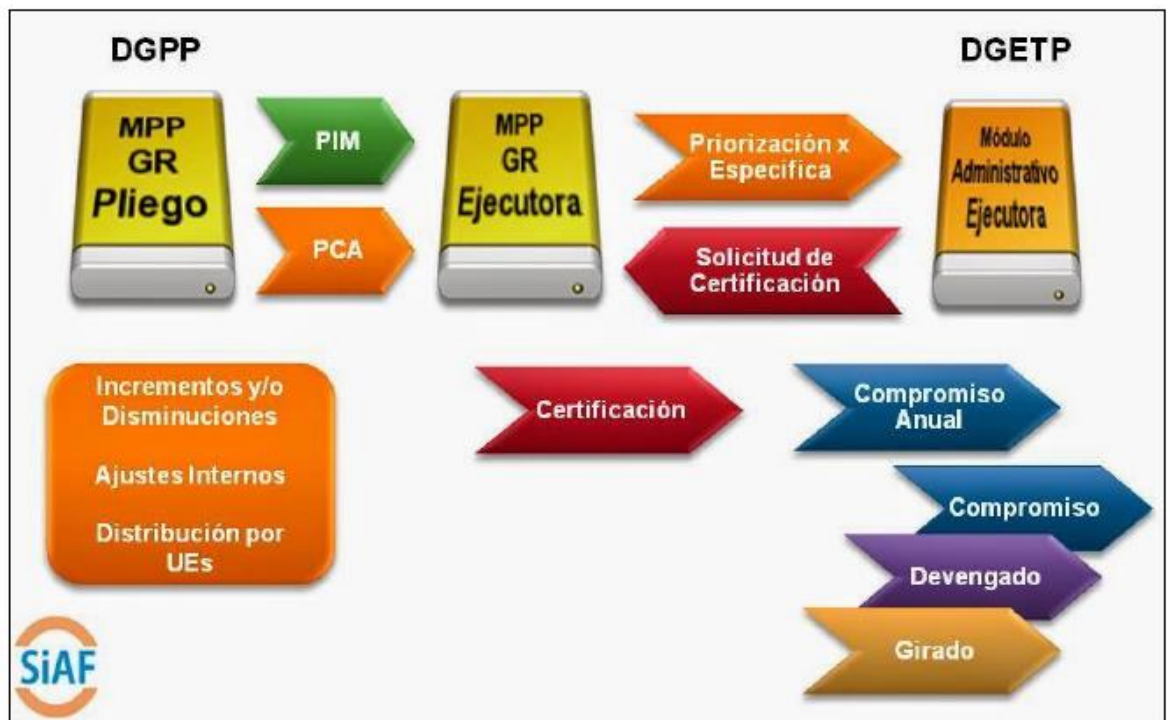 DGPP
DGETP
MPP
GR
Pliego
PIM
PCA
MPP
GR
Ejecutora
Priorización x
Específica
Solicitud de
Certificación
Módulo
Administrativo
Ejecutora
Incrementos y/o
Disminuciones
Ajustes Internos
Distribución por
UEs
Certificación
Compromiso
Anual
Compromiso
Devengado
Girado
SiAF